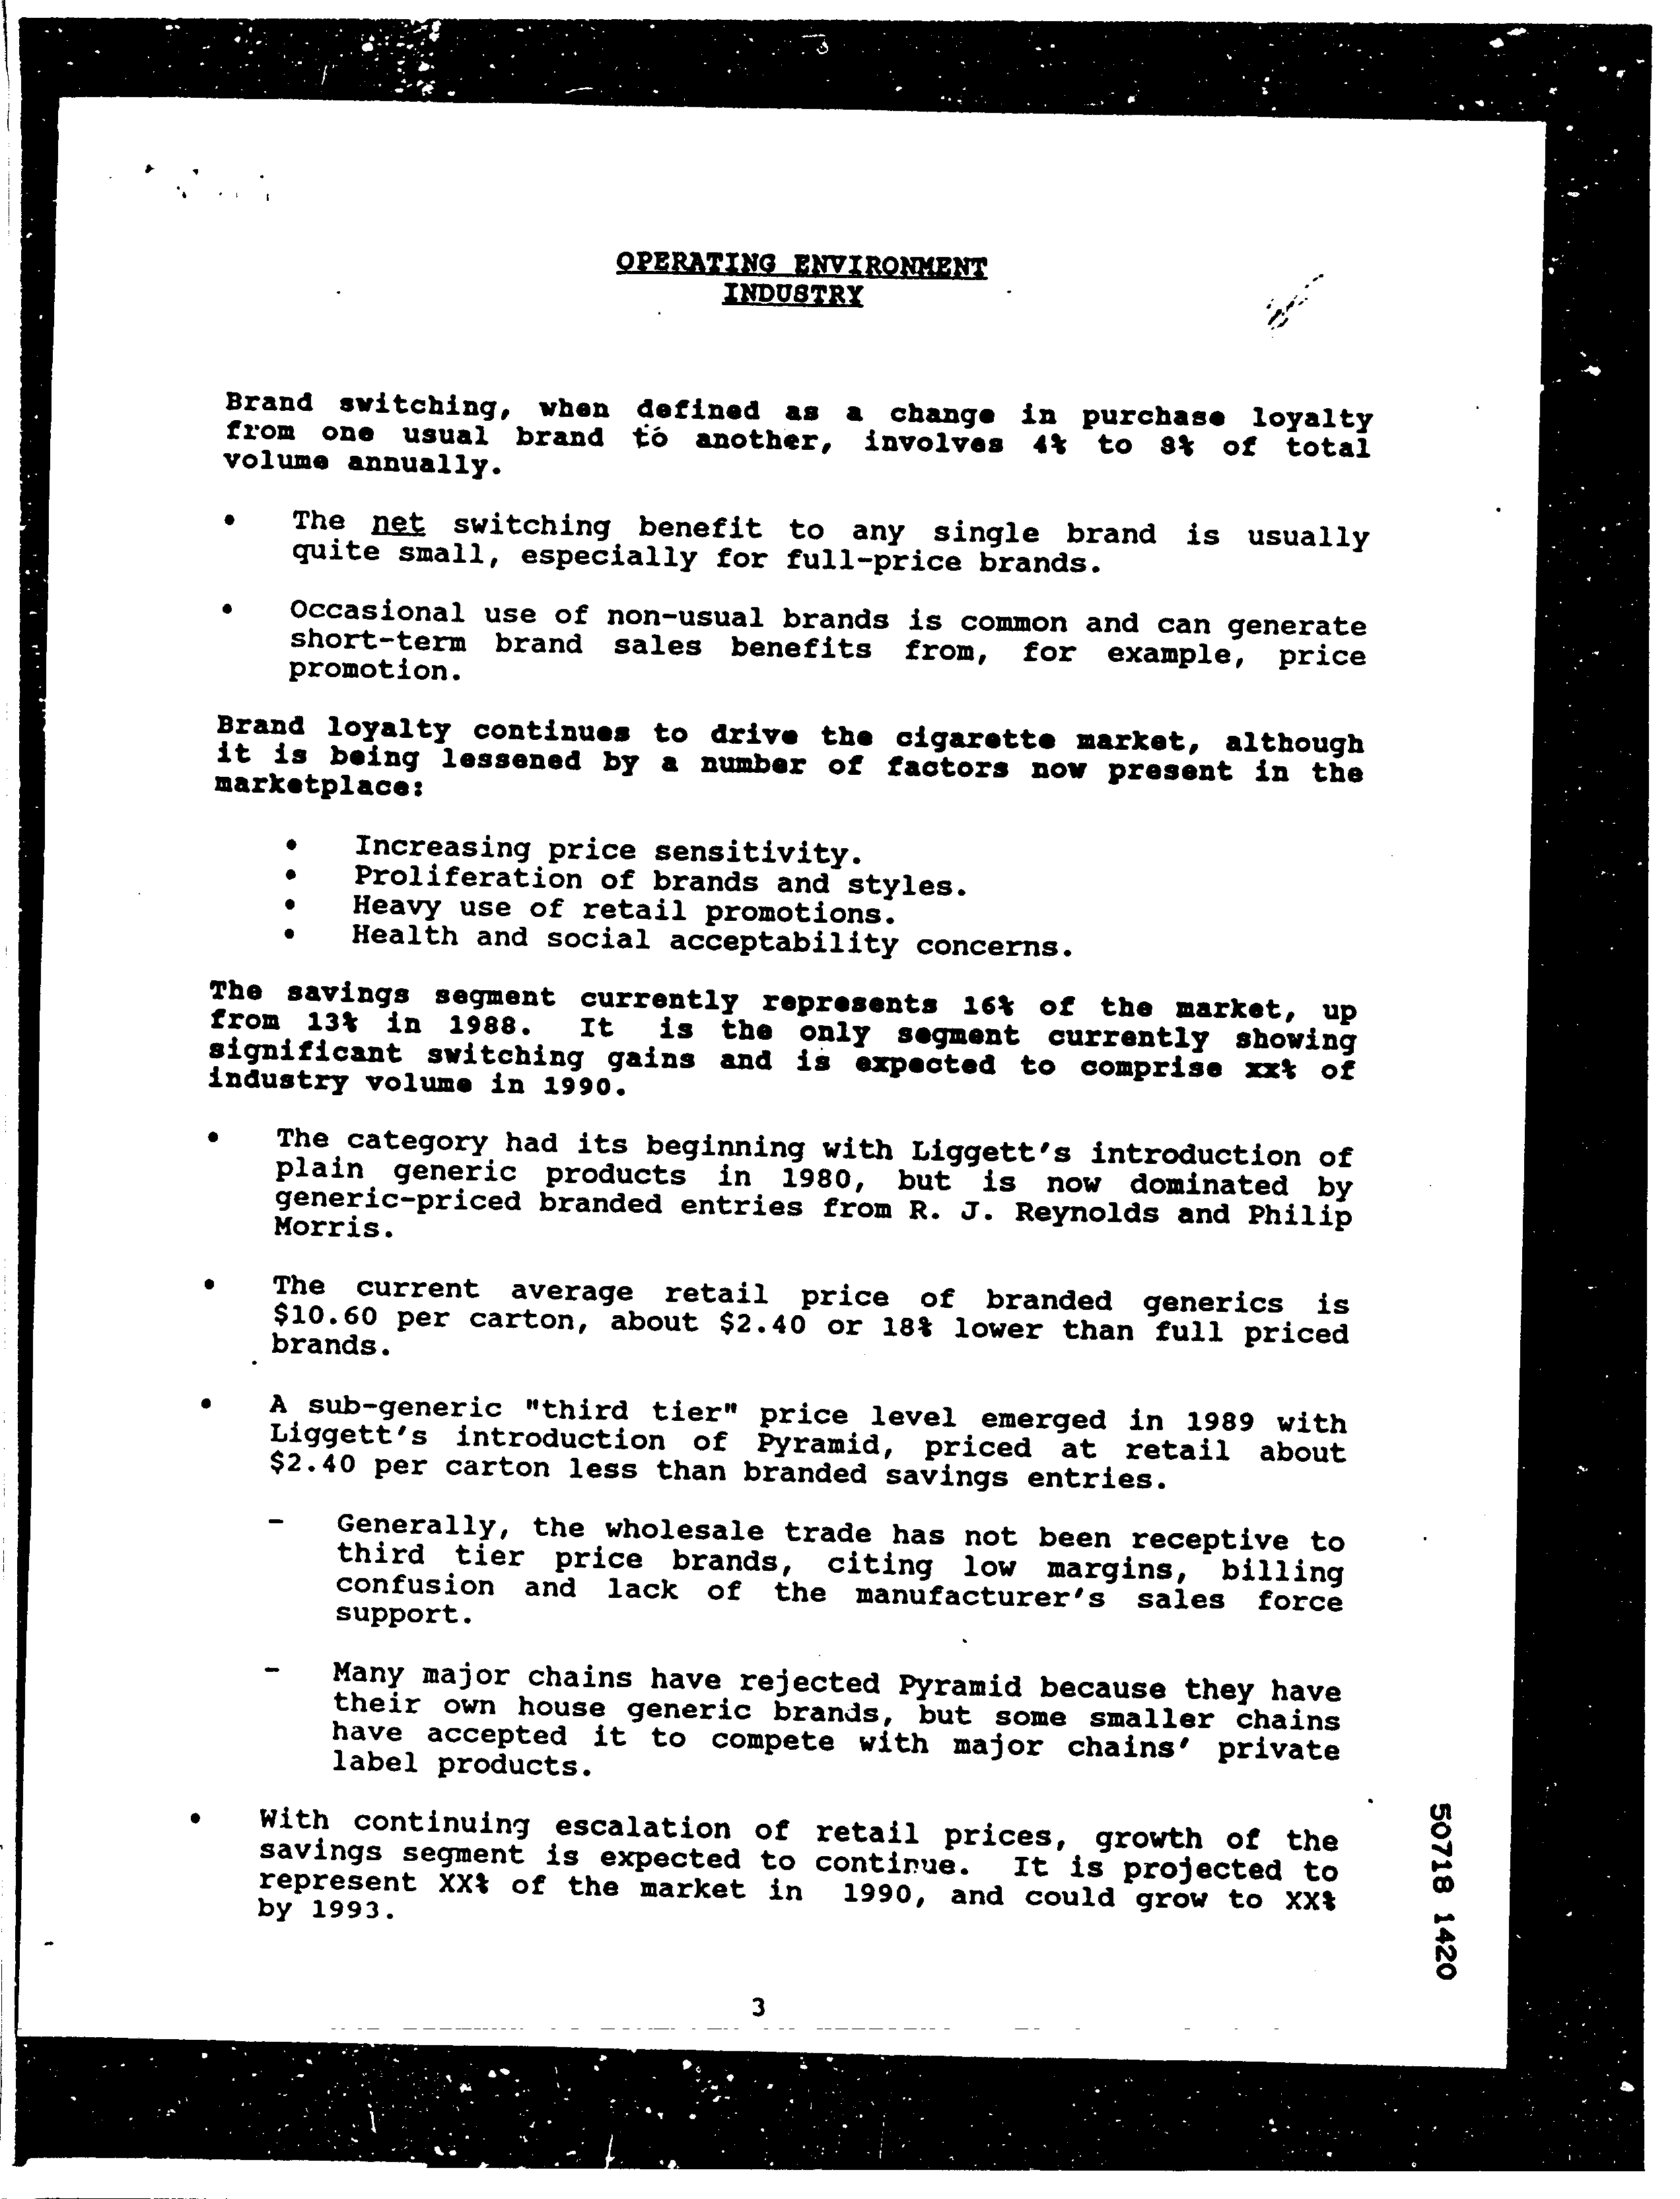 OPERATING ENVIRONMENT
INDUSTRY
Brand switching, when defined as a change in purchase loyalty
from one usual brand to another, involves 4% to 8% of total
volume annually.
• The net switching benefit to any single brand is usually
quite small, especially for full-price brands.
• Occasional use of non-usual brands is common and can generate
short-term brand sales benefits from, for example, price
promotion.
Brand loyalty continues to drive the cigarette market, although
it is being lessened by a number of factors now present in the
marketplace:
• Increasing price sensitivity.
• Proliferation of brands and styles.
• Heavy use of retail promotions.
• Health and social acceptability concerns.
The savings segment currently represents 16% of the market, up
from 13% in 1988. It is the only segment currently showing
significant switching gains and is expected to comprise xx% of
industry volume in 1990.
• The category had its beginning with Liggett's introduction of
plain generic products in 1980, but is now dominated by
generic-priced branded entries from R. J. Reynolds and Philip
Morris.
• The current average retail price of branded generics is
$10.60 per carton, about $2.40 or 18% lower than full priced
brands.
• A sub-generic "third tier" price level emerged in 1989 with
Liggett's introduction of Pyramid, priced at retail about
$2.40 per carton less than branded savings entries.
- Generally, the wholesale trade has not been receptive to
third tier price brands, citing low margins, billing
confusion and lack of the manufacturer's sales force
support.
- Many major chains have rejected Pyramid because they have
their own house generic brands, but some smaller chains
have accepted it to compete with major chains' private
label products.
• With continuing escalation of retail prices, growth of the
savings segment is expected to continue. It is projected to
represent XX% of the market in 1990, and could grow to XX%
by 1993.
50718 1420
3